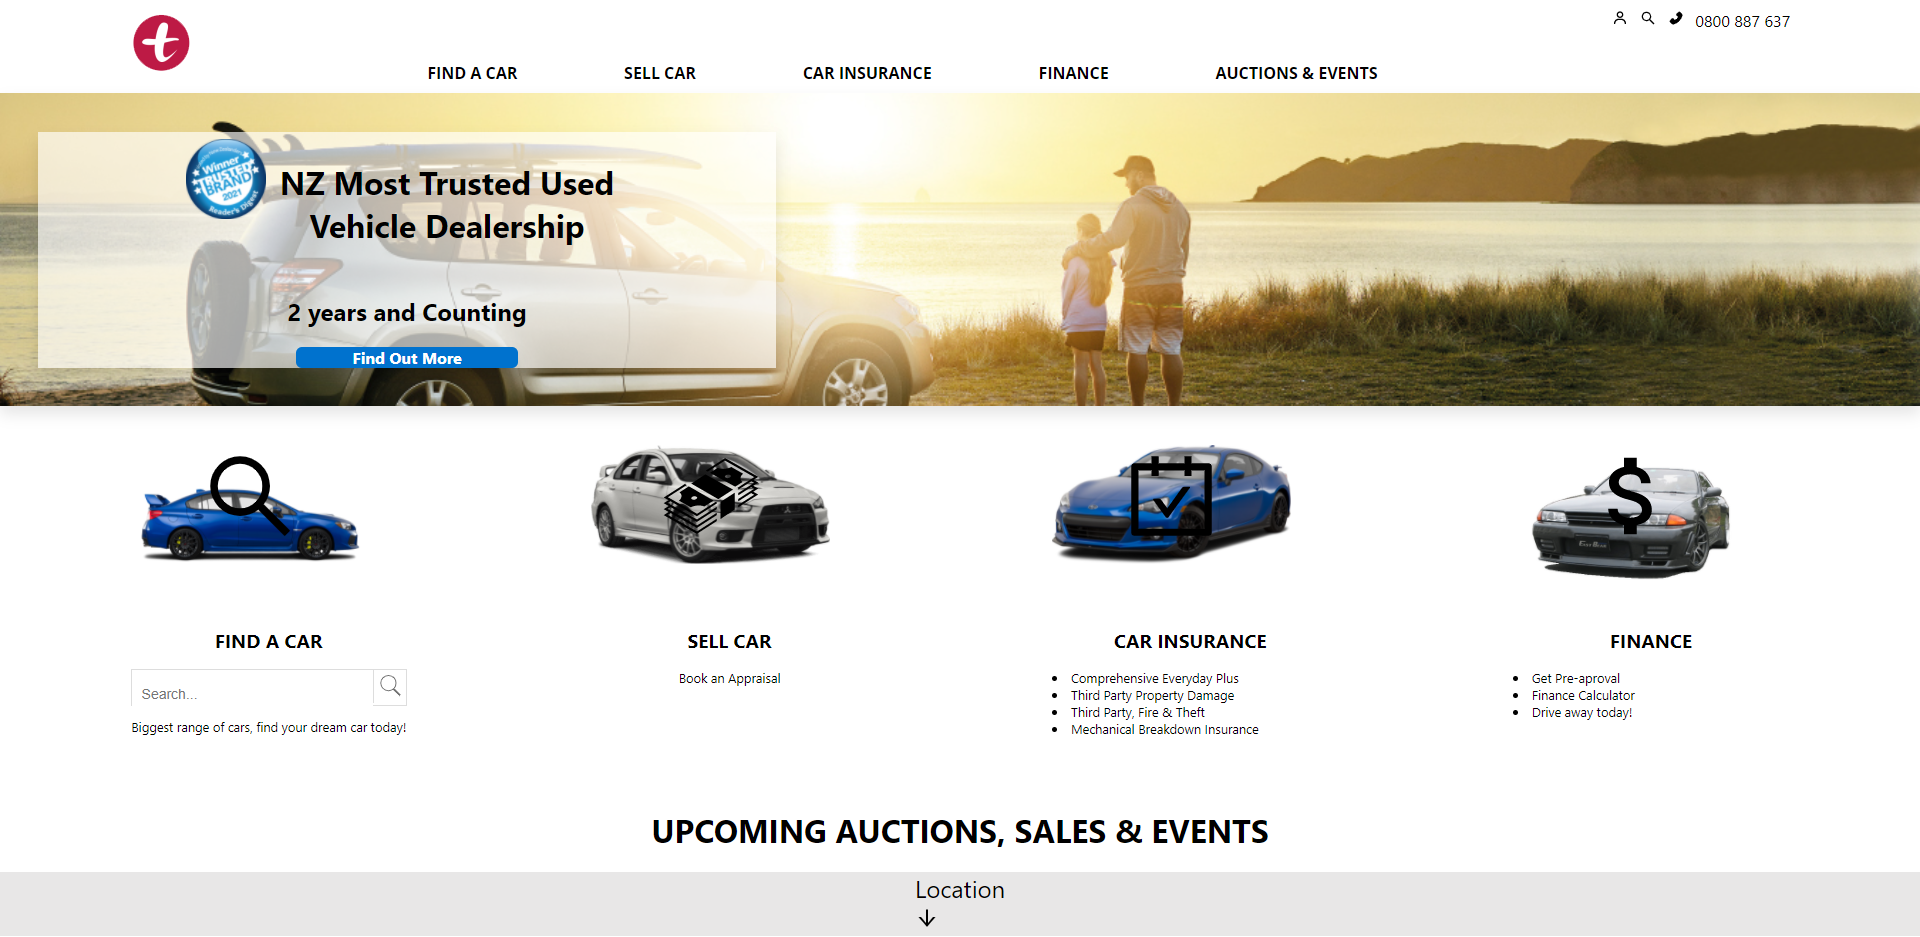 t
0800 887 637
FIND A CAR
SELL CAR
CAR INSURANCE
FINANCE
AUCTIONS & EVENTS
Winner
TRUSTED
BRAND
2021
Reader's Digest
NZ Most Trusted Used
Vehicle Dealership
2 years and Counting
Find Out More
FIND A CAR
Search...
Biggest range of cars, find your dream car today!
SELL CAR
Book an Appraisal
CAR INSURANCE
Comprehensive Everyday Plus
Third Party Property Damage
Third Party, Fire & Theft
Mechanical Breakdown Insurance
FINANCE
Get Pre-aproval
Finance Calculator
Drive away today!
UPCOMING AUCTIONS, SALES & EVENTS
Location